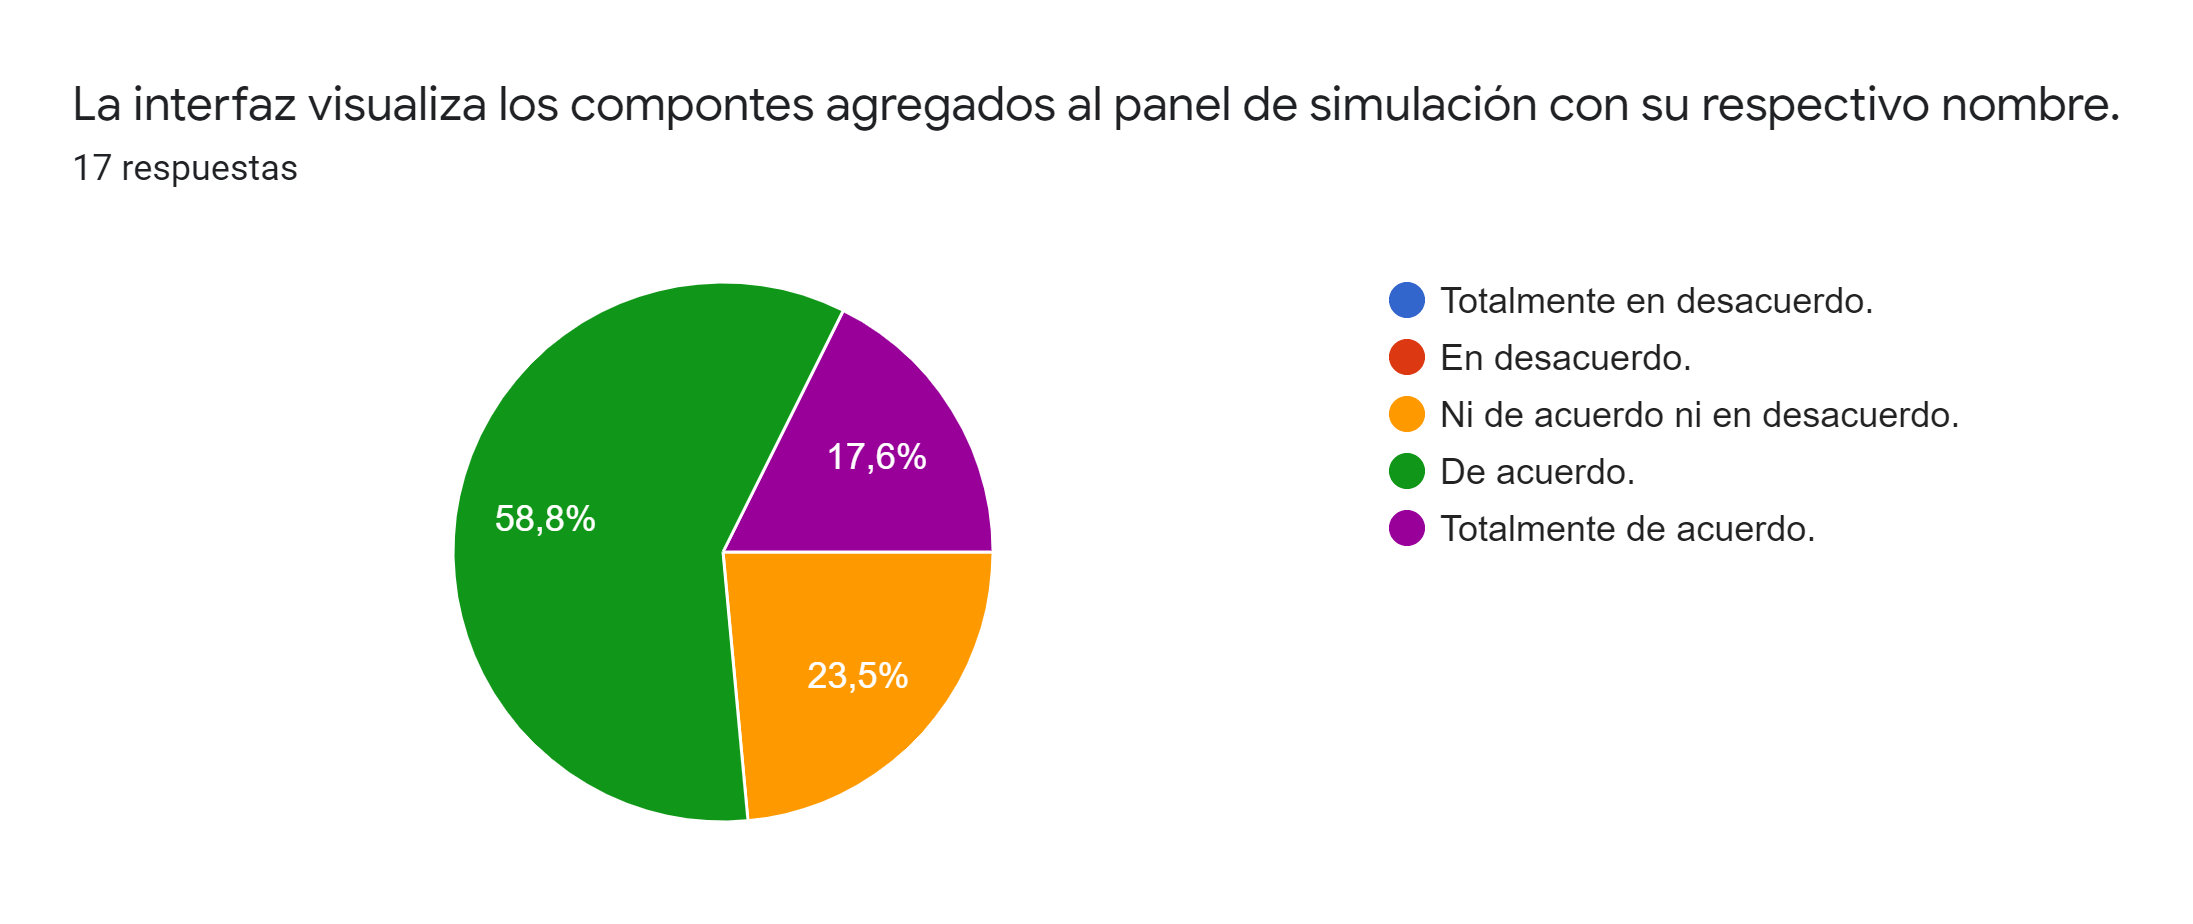 La interfaz visualiza los compontes agregados al panel de simulación con su respectivo nombre.
17 respuestas
Totalmente en desacuerdo.
En desacuerdo.
Ni de acuerdo ni en desacuerdo.
De acuerdo.
Totalmente de acuerdo.
17,6%
58,8%
23,5%